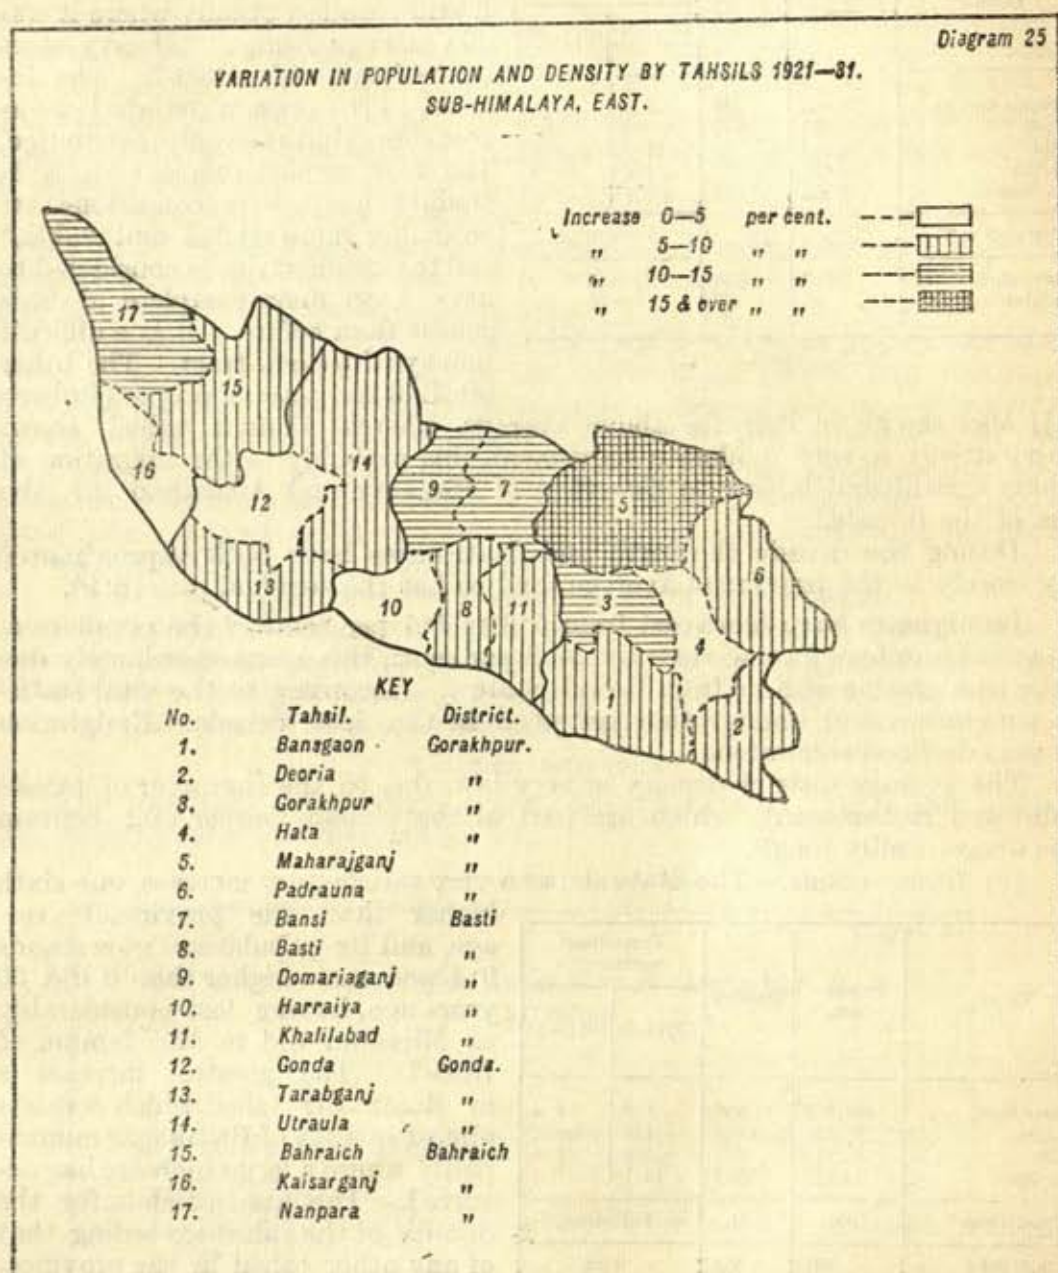 Diagram 25
VARIATION IN POPULATION AND DENSITY BY TAHSILS 1921—31.
SUB-HIMALAYA, EAST.
Increase 0—5 per cent.
„ 5—10 „ „
„ 10—15 „ „
„ 15 & over „ „
17
15
16
14
12
13
9
7
5
6
10
8
11
3
4
1
2
KEY
No. Tahsil. District.
1. Bansgaon Gorakhpur.
2. Deoria „
3. Gorakhpur „
4. Hata „
5. Maharajganj „
6. Padrauna „
7. Bansi Basti
8. Basti „
9. Domariaganj „
10. Harraiya „
11. Khalilabad „
12. Gonda Gonda.
13. Tarabganj „
14. Utraula „
15. Bahraich Bahraich
16. Kaisarganj „
17. Nanpara „